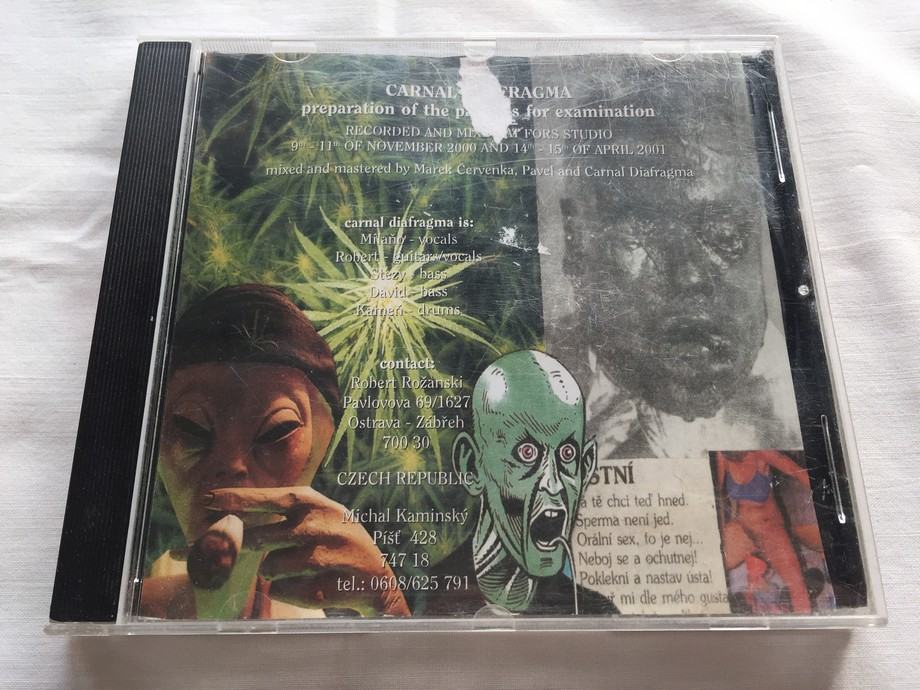 CARNAL FRAGMA
preparation of the for examination
RECORDED AND FORS STUDIO
9th - 11th OF NOVEMBER 2000 AND 14th - 15th OF APRIL 2001
mixed and mastered by Marek Červenka, Pavel and Carnal Diafragma
carnal diafragma is:
Milaňo - vocals
Robert - guitars/vocals
Stězy - bass
David - bass
Kameň - drums
contact:
Robert Rožanski
Pavlovova 69/1627
Ostrava - Zábřeh
700 30
CZECH REPUBLIC
Michal Kaminský
Píšť 428
747 18
tel.: 0608/625 791
STNÍ
á tě chci teď hned.
Sperma není jed.
Orální sex, to je nej...
Neboj se a ochutnej!
Poklekni a nastav ústa!
mi dle mého gusta